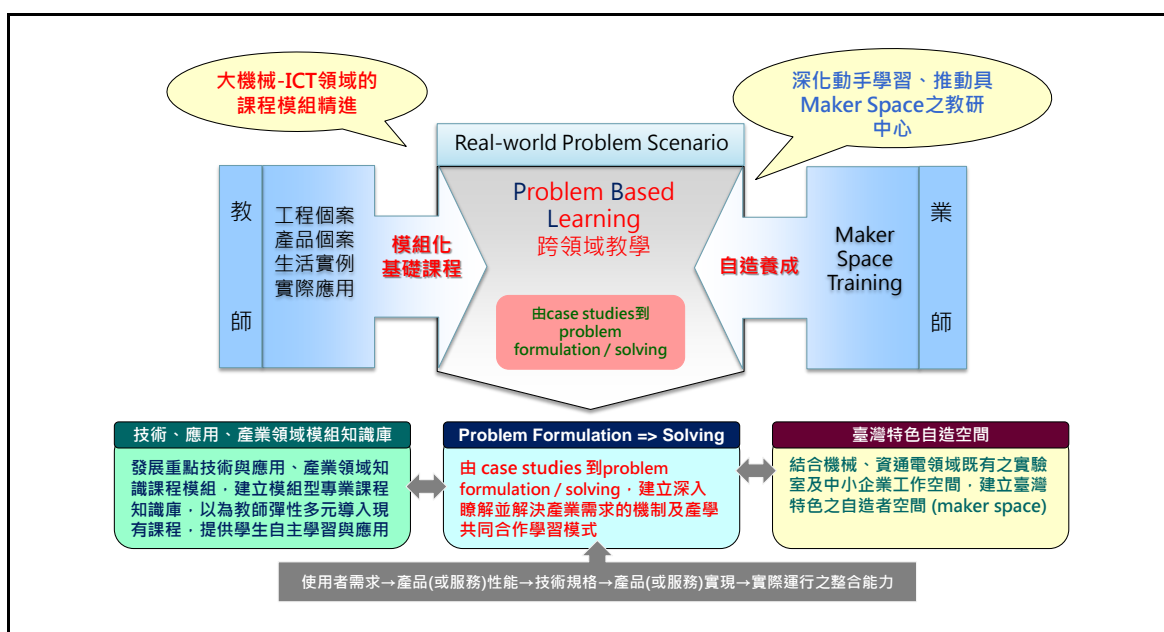 大機械-ICT領域的
課程模組精進
深化動手學習、推動具
Maker Space之教研
中心
Real-world Problem Scenario
教
師
工程個案
產品個案
生活實例
實際應用
模組化
基礎課程
Problem Based
Learning
跨領域教學
由case studies到
problem
formulation / solving
自造養成
Maker
Space
Training
業
師
技術、應用、產業領域模組知識庫
發展重點技術與應用、產業領域知
識課程模組，建立模組型專業課程
知識庫，以為教師彈性多元導入現
有課程，提供學生自主學習與應用
Problem Formulation => Solving
由 case studies 到problem
formulation / solving，建立深入
瞭解並解決產業需求的機制及產學
共同合作學習模式
臺灣特色自造空間
結合機械、資通電領域既有之實驗
室及中小企業工作空間，建立臺灣
特色之自造者空間 (maker space)
使用者需求→產品(或服務)性能→技術規格→產品(或服務)實現→實際運行之整合能力